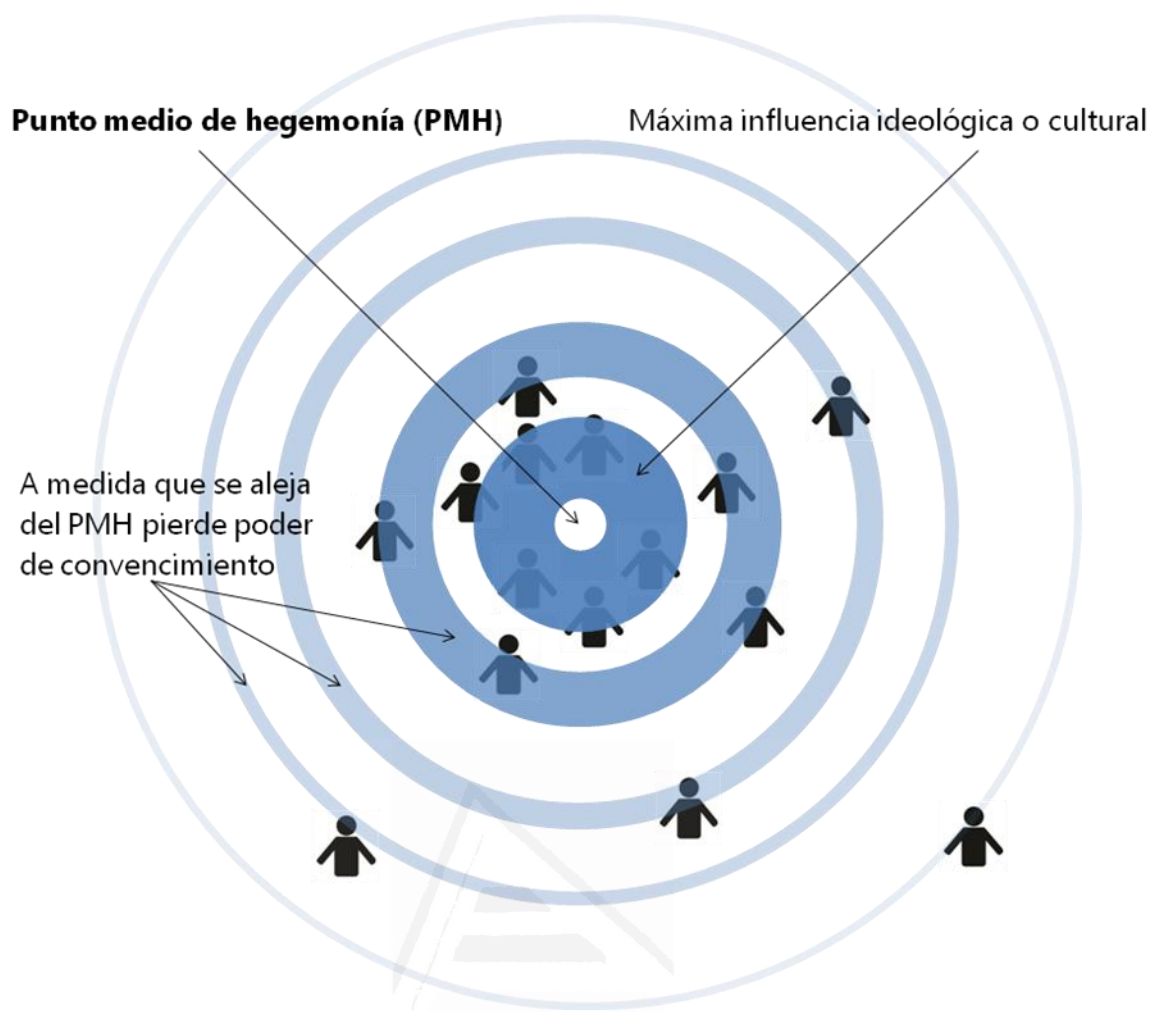 Punto medio de hegemonía (PMH)
Máxima influencia ideológica o cultural
A medida que se aleja
del PMH pierde poder
de convencimiento